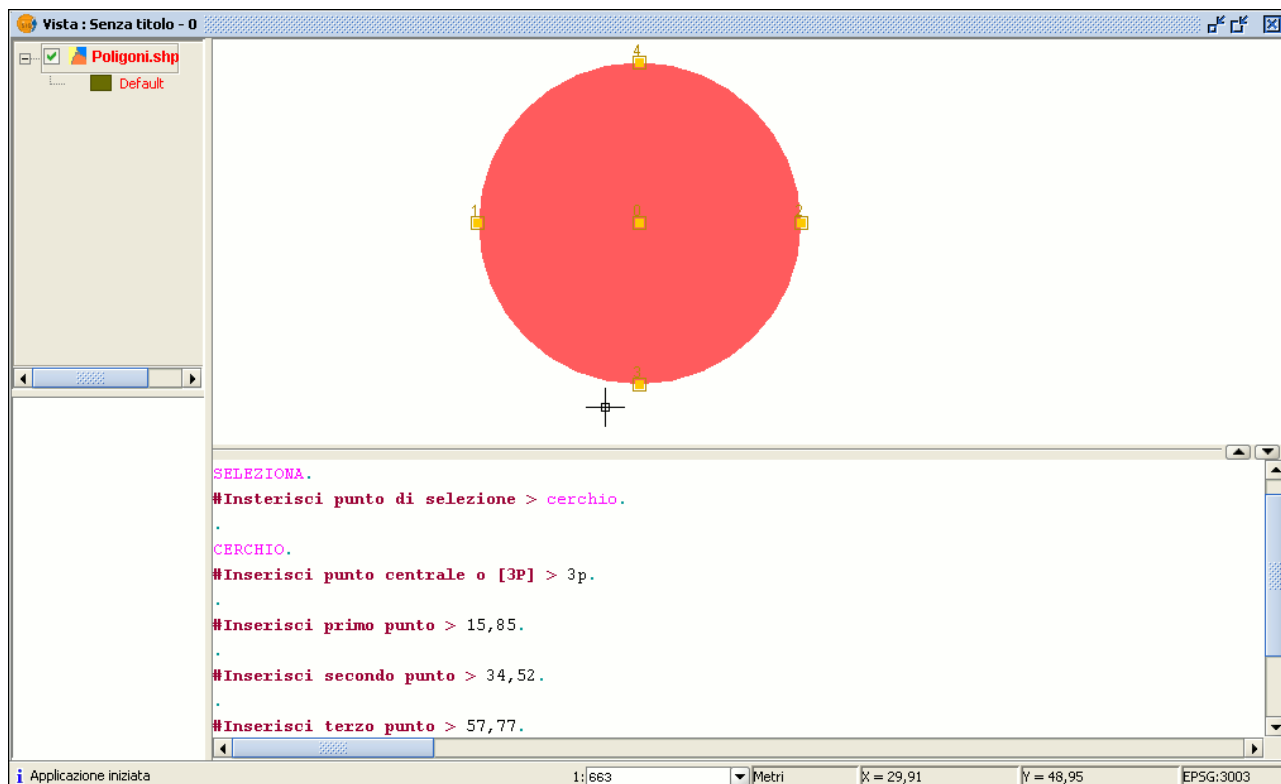 Vista : Senza titolo - 0
Poligoni.shp
Default
4
1
2
SELEZIONA.
#Insterisci punto di selezione > cerchio.
.
CERCHIO.
#Inserisci punto centrale o [3P] > 3p.
.
#Inserisci primo punto > 15,85.
.
#Inserisci secondo punto > 34,52.
.
#Inserisci terzo punto > 57,77.
i Applicazione iniziata
1: 663
Metri
X = 29,91
Y = 48,95
EPSG:3003